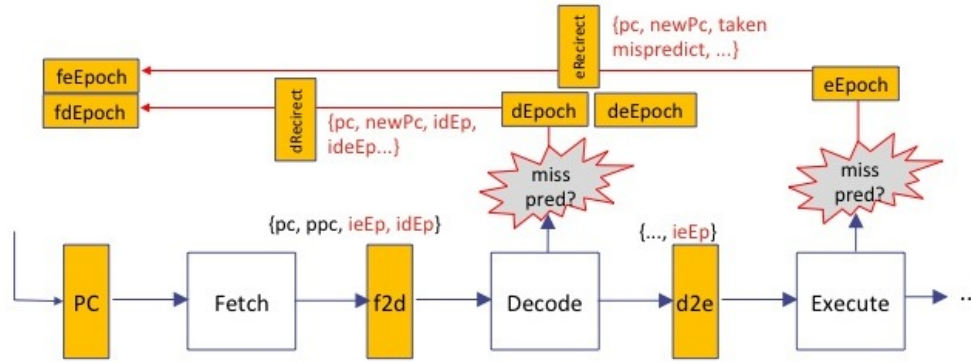 {pc, newPc, taken
mispredict, ...}
eRecirect
feEpoch
eEpoch
fdEpoch
dRecirect
dEpoch
deEpoch
{pc, newPc, idEp,
ideEp...}
miss
pred?
miss
pred?
{pc, ppc, ieEp, idEp}
{..., ieEp}
PC
Fetch
f2d
Decode
d2e
Execute
...